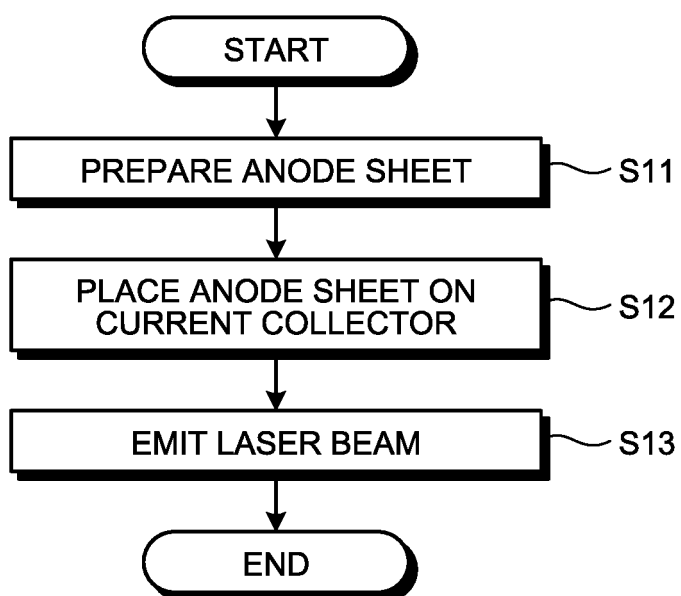 START
PREPARE ANODE SHEET
S11
PLACE ANODE SHEET ON
CURRENT COLLECTOR
S12
EMIT LASER BEAM
S13
END